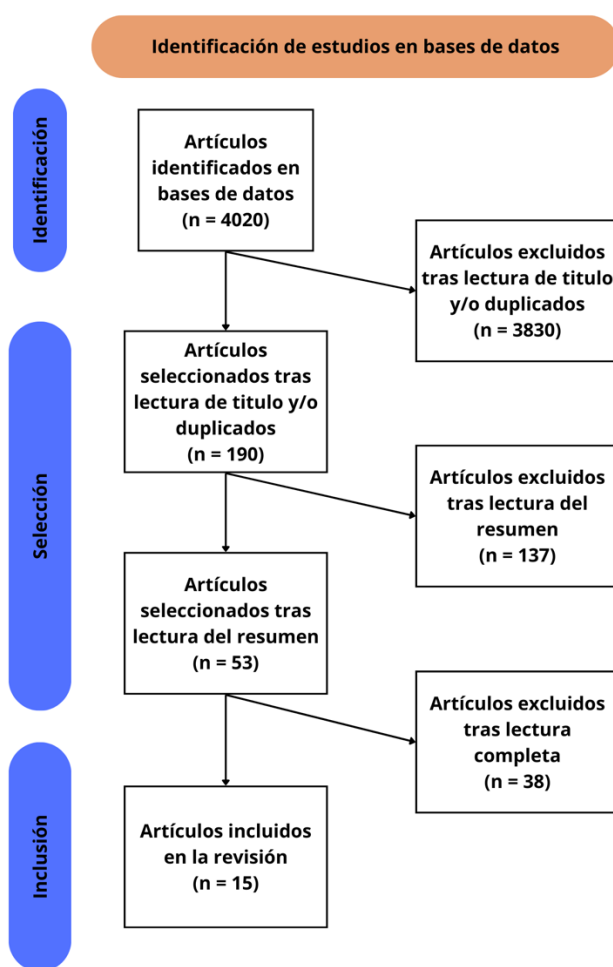 Identificación de estudios en bases de datos
Identificación
Artículos
identificados en
bases de datos
(n = 4020)
Artículos excluidos
tras lectura de titulo
y/o duplicados
(n = 3830)
Selección
Artículos
seleccionados tras
lectura de titulo y/o
duplicados
(n = 190)
Artículos excluidos
tras lectura del
resumen
(n = 137)
Artículos
seleccionados tras
lectura del resumen
(n = 53)
Artículos excluidos
tras lectura
completa
(n = 38)
Inclusión
Artículos incluidos
en la revisión
(n = 15)